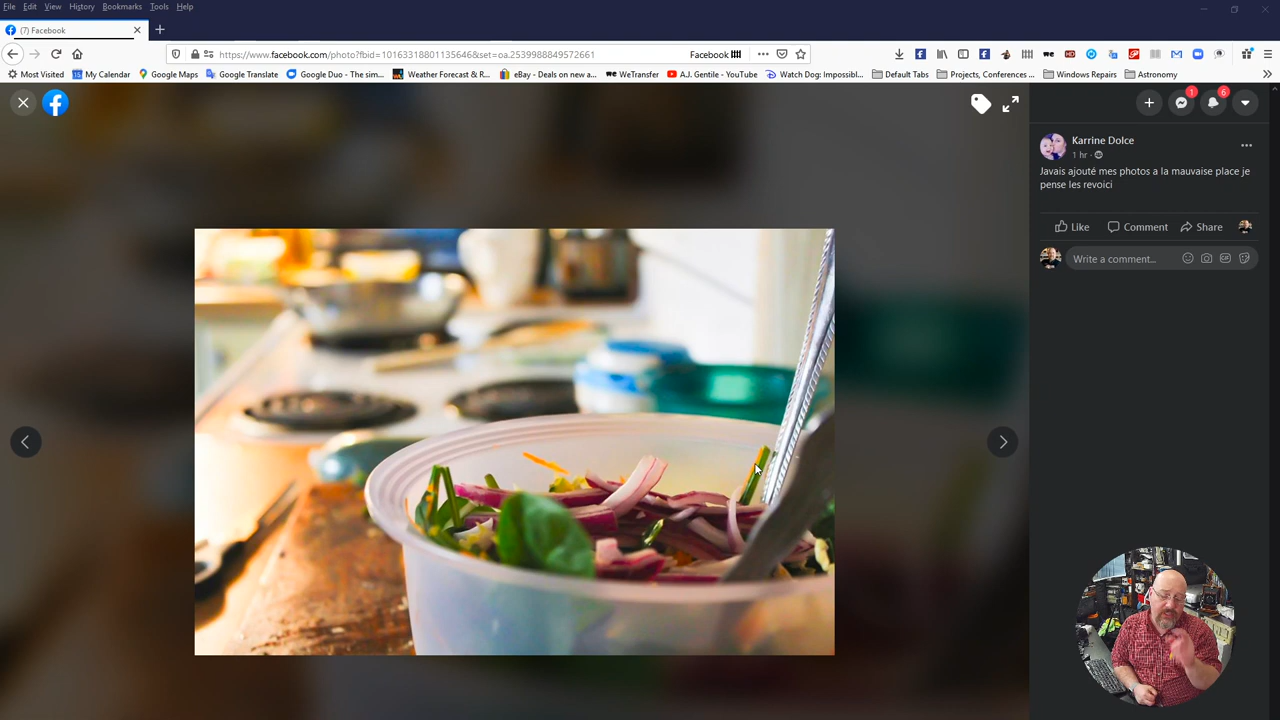 File Edit View History Bookmarks Tools Help
(7) Facebook
https://www.facebook.com/photo?fbid=10163318801135646&set=oa.2539988849572661
Facebook
Most Visited My Calendar Google Maps Google Translate Google Duo - The sim... Weather Forecast & R... eBay - Deals on new a... WeTransfer A.J. Gentile - YouTube Watch Dog: Impossibl... Default Tabs Projects, Conferences ... Windows Repairs Astronomy
1 6
Karrine Dolce
1 hr ·
Javais ajouté mes photos a la mauvaise place je
pense les revoici
Like Comment Share
Write a comment...